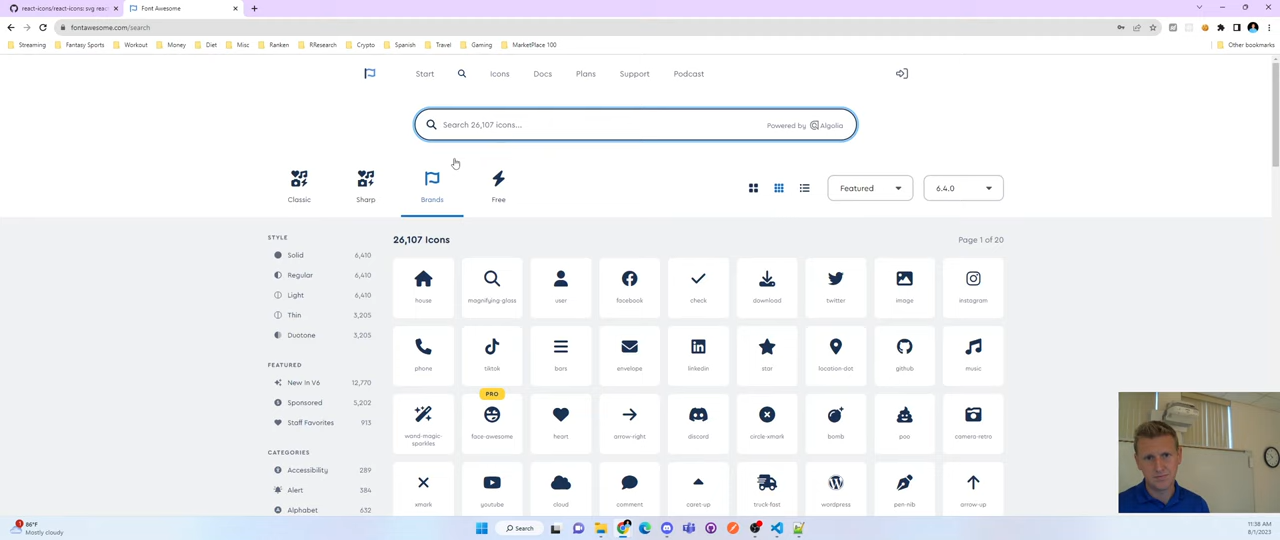 react-icons/react-icons: svg reac
Font Awesome
fontawesome.com/search
Streaming
Fantasy Sports
Workout
Money
Diet
Misc
Ranken
RResearch
Crypto
Spanish
Travel
Gaming
MarketPlace 100
Other bookmarks
Start
Icons
Docs
Plans
Support
Podcast
Search 26,107 icons...
Powered by Algolia
Classic
Sharp
Brands
Free
Featured
6.4.0
STYLE
Solid 6,410
Regular 6,410
Light 6,410
Thin 3,205
Duotone 3,205
FEATURED
New in V6 12,770
Sponsored 5,202
Staff Favorites 913
CATEGORIES
Accessibility 289
Alert 384
Alphabet 632
26,107 Icons
Page 1 of 20
house
magnifying-glass
user
facebook
check
download
twitter
image
instagram
phone
tiktok
bars
envelope
linkedin
star
location-dot
github
music
PRO
wand-magic-
sparkles
face-awesome
heart
arrow-right
discord
circle-xmark
bomb
poo
camera-retro
xmark
youtube
cloud
comment
caret-up
truck-fast
wordpress
pen-nib
arrow-up
1
86°F
Mostly cloudy
Search
11:38 AM
8/1/2023